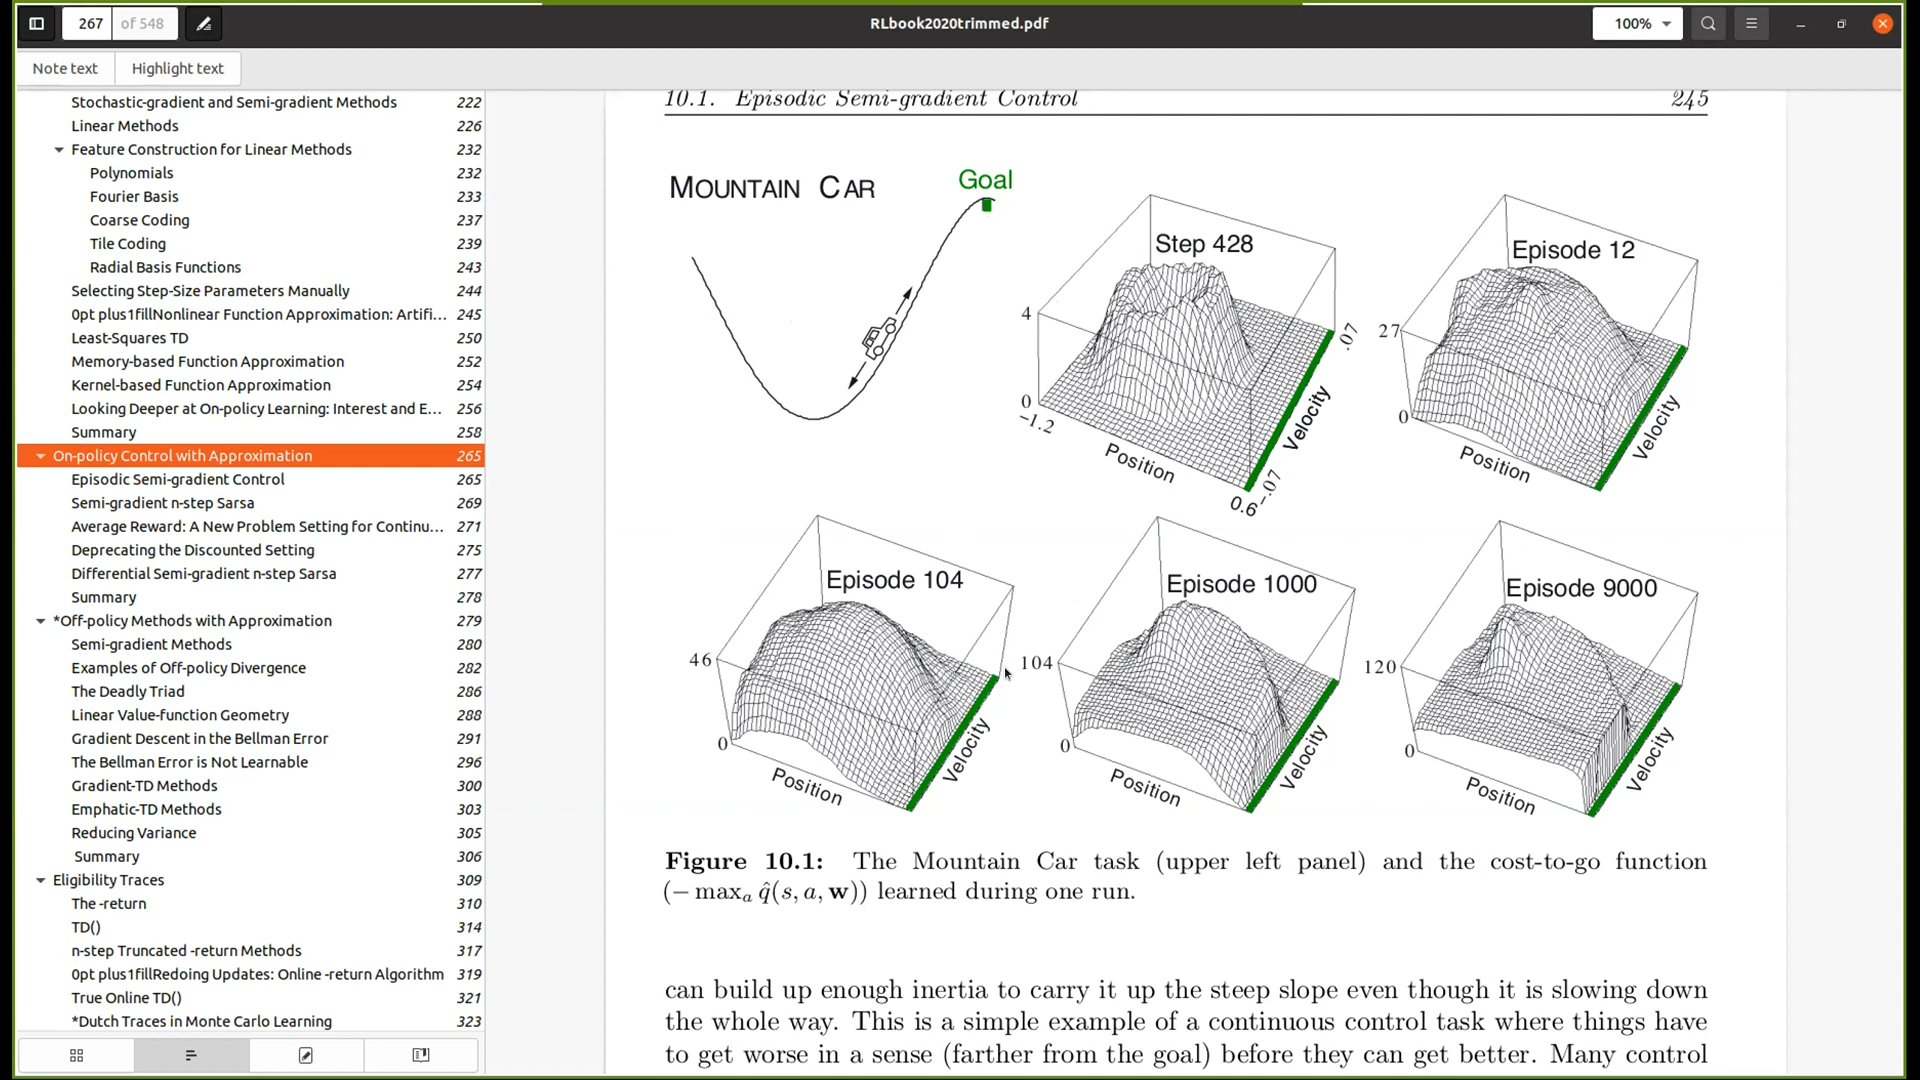 267 of 548
RLbook2020trimmed.pdf
100%
Note text
Highlight text
Stochastic-gradient and Semi-gradient Methods 222
Linear Methods 226
Feature Construction for Linear Methods 232
Polynomials 232
Fourier Basis 233
Coarse Coding 237
Tile Coding 239
Radial Basis Functions 243
Selecting Step-Size Parameters Manually 244
0pt plus1fillNonlinear Function Approximation: Artifi... 245
Least-Squares TD 250
Memory-based Function Approximation 252
Kernel-based Function Approximation 254
Looking Deeper at On-policy Learning: Interest and E... 256
Summary 258
On-policy Control with Approximation 265
Episodic Semi-gradient Control 265
Semi-gradient n-step Sarsa 269
Average Reward: A New Problem Setting for Continu... 271
Deprecating the Discounted Setting 275
Differential Semi-gradient n-step Sarsa 277
Summary 278
*Off-policy Methods with Approximation 279
Semi-gradient Methods 280
Examples of Off-policy Divergence 282
The Deadly Triad 286
Linear Value-function Geometry 288
Gradient Descent in the Bellman Error 291
The Bellman Error is Not Learnable 296
Gradient-TD Methods 300
Emphatic-TD Methods 303
Reducing Variance 305
Summary 306
Eligibility Traces 309
The -return 310
TD() 314
n-step Truncated -return Methods 317
0pt plus1fillRedoing Updates: Online -return Algorithm 319
True Online TD() 321
*Dutch Traces in Monte Carlo Learning 323
10.1. Episodic Semi-gradient Control 245
MOUNTAIN CAR
Goal
Step 428
4
0
−1.2
Position
0.6
−.07
Velocity
.07
Episode 12
27
0
Position
Velocity
Episode 104
46
0
Position
Velocity
Episode 1000
104
0
Position
Velocity
Episode 9000
120
0
Position
Velocity
Figure 10.1: The Mountain Car task (upper left panel) and the cost-to-go function
(− maxₐ q̂(s, a, w)) learned during one run.
can build up enough inertia to carry it up the steep slope even though it is slowing down
the whole way. This is a simple example of a continuous control task where things have
to get worse in a sense (farther from the goal) before they can get better. Many control